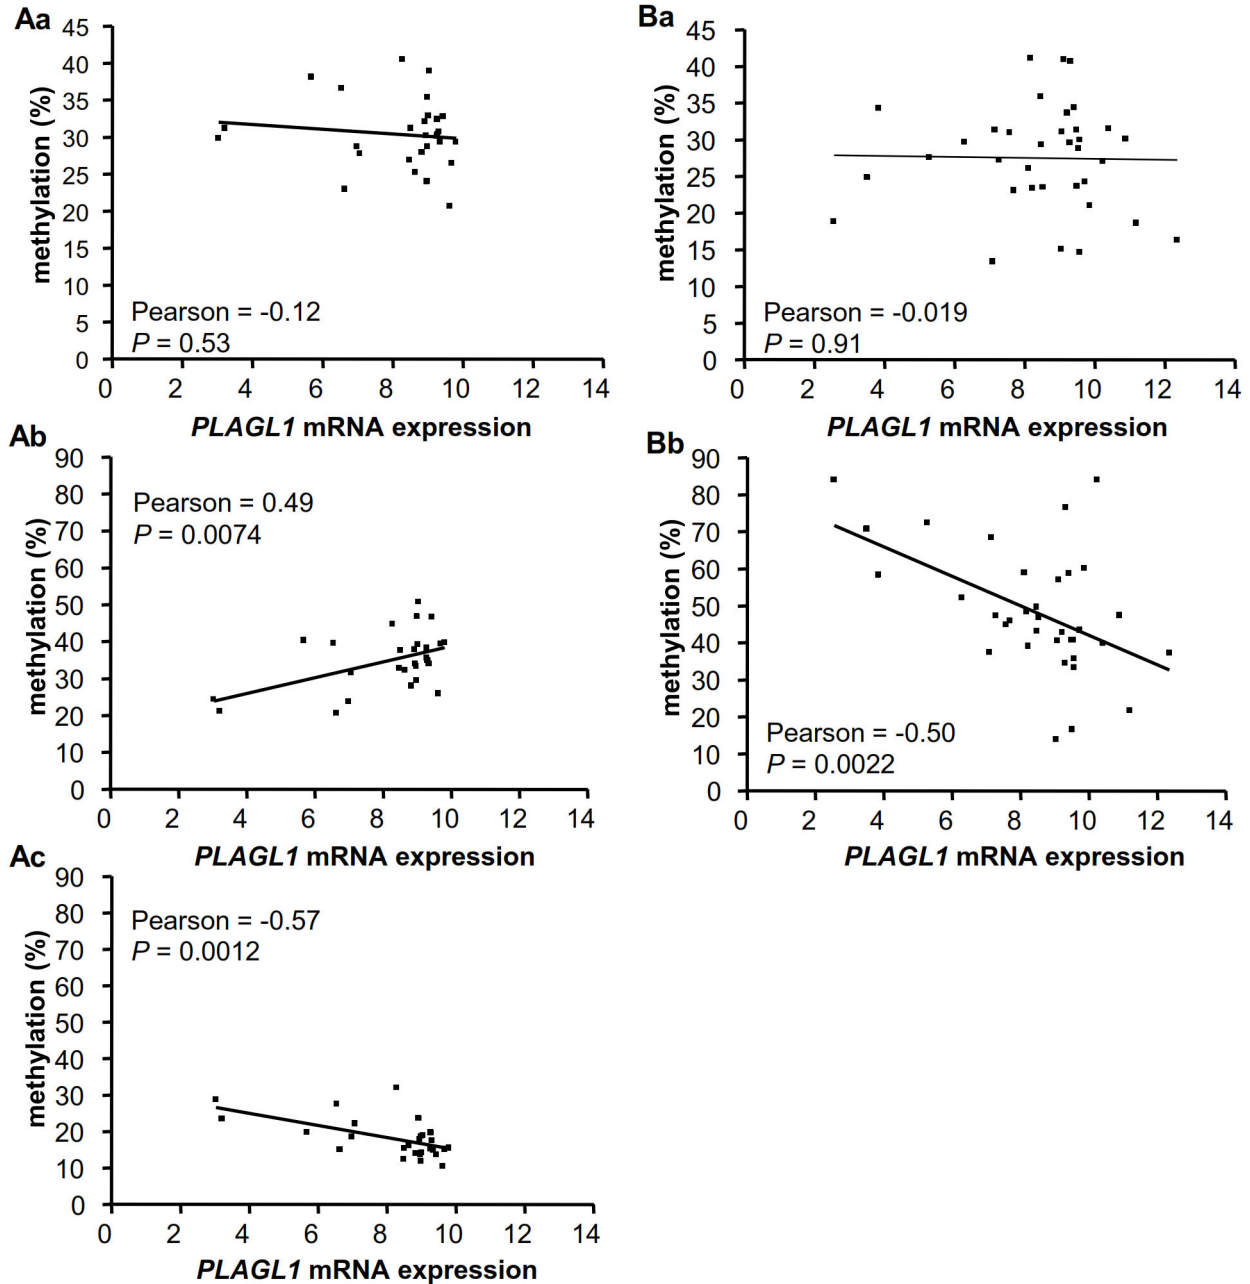 Aa
45
40
35
30
25
20
15
10
5
0
methylation (%)
Pearson = -0.12
P = 0.53
0 2 4 6 8 10 12 14
PLAGL1 mRNA expression
Ba
45
40
35
30
25
20
15
10
5
0
methylation (%)
Pearson = -0.019
P = 0.91
0 2 4 6 8 10 12 14
PLAGL1 mRNA expression
Ab
90
80
70
60
50
40
30
20
10
0
methylation (%)
Pearson = 0.49
P = 0.0074
0 2 4 6 8 10 12 14
PLAGL1 mRNA expression
Bb
90
80
70
60
50
40
30
20
10
0
methylation (%)
Pearson = -0.50
P = 0.0022
0 2 4 6 8 10 12 14
PLAGL1 mRNA expression
Ac
90
80
70
60
50
40
30
20
10
0
methylation (%)
Pearson = -0.57
P = 0.0012
0 2 4 6 8 10 12 14
PLAGL1 mRNA expression